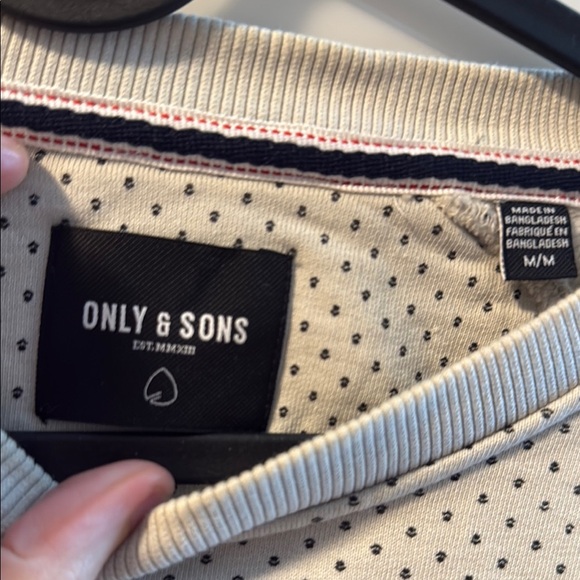 ONLY & SONS
EST.MMXIII
MADE IN
BANGLADESH
FABRIQUÉ EN
BANGLADESH
M/M